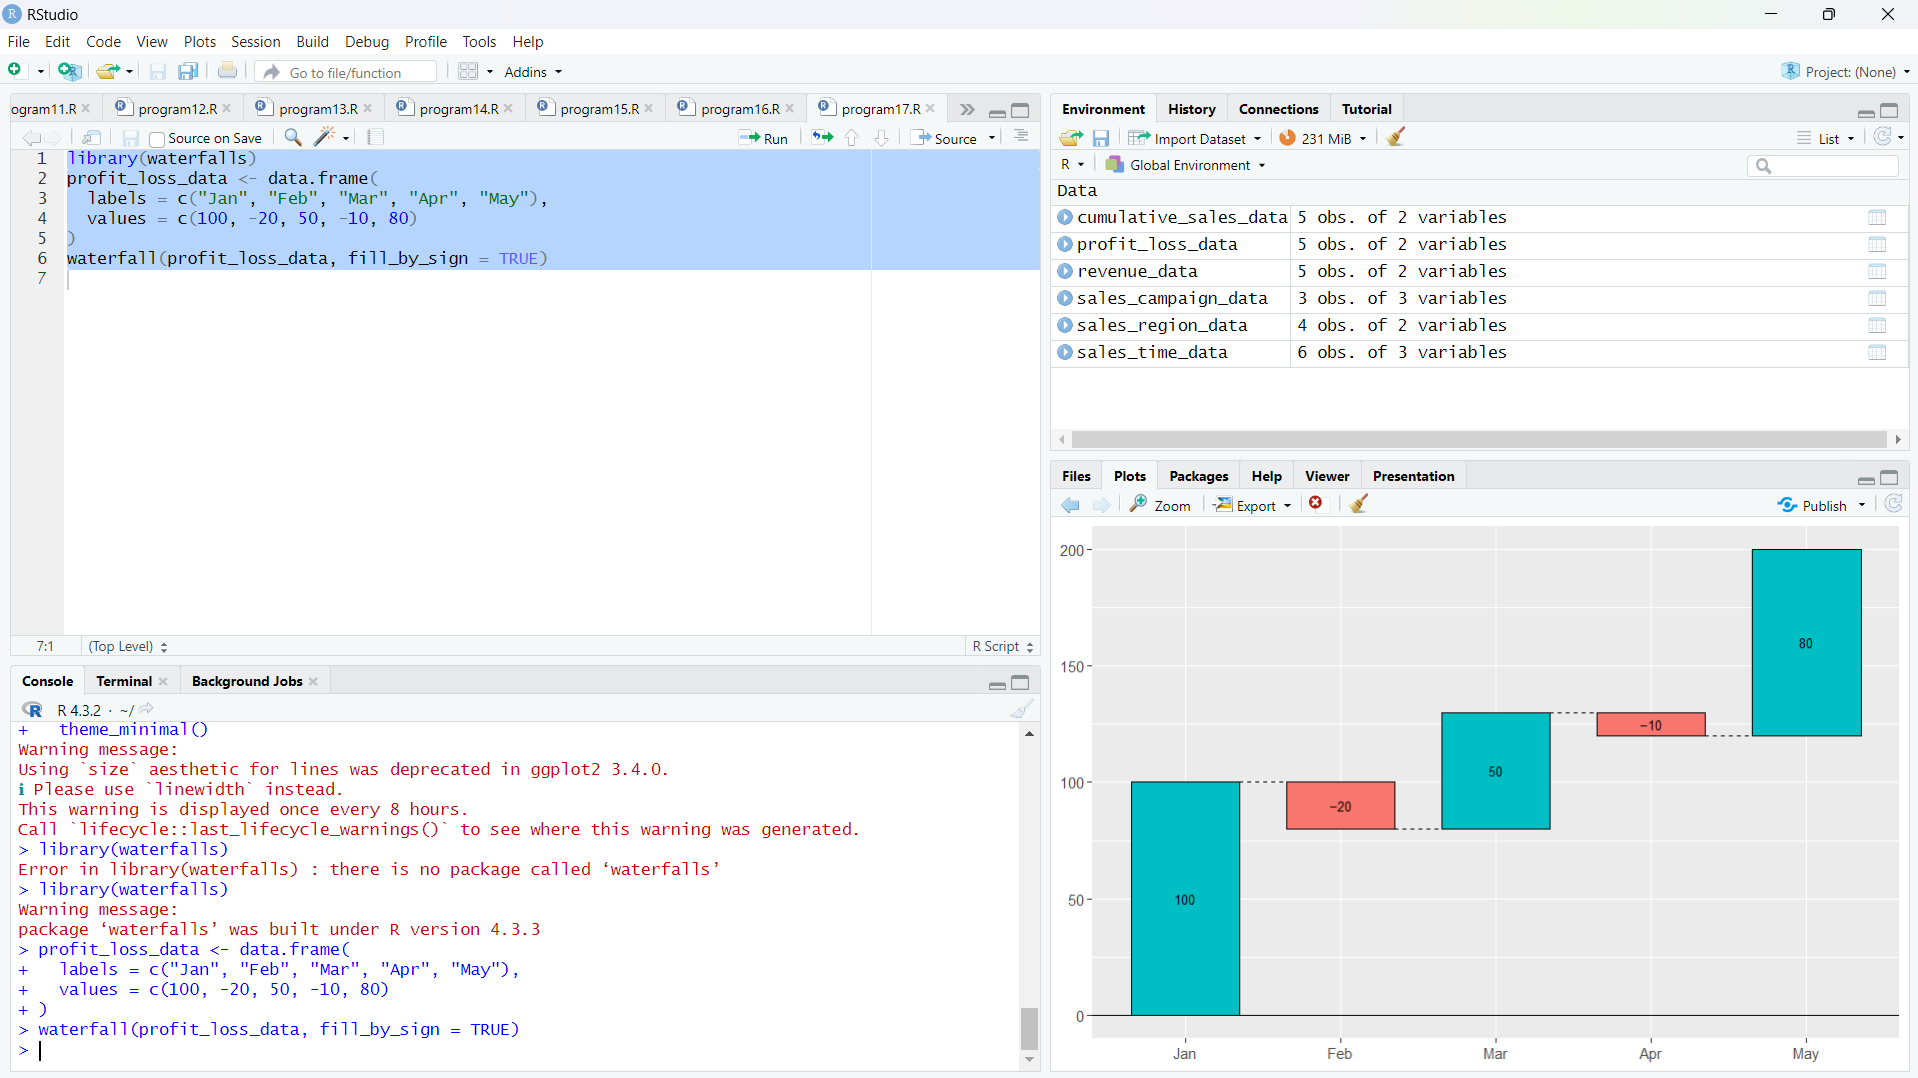 RStudio
File Edit Code View Plots Session Build Debug Profile Tools Help
Go to file/function Addins Project: (None)
ogram11.R program12.R program13.R program14.R program15.R program16.R program17.R
Source on Save Run Source
1 library(waterfalls)
2 profit_loss_data <- data.frame(
3 labels = c("Jan", "Feb", "Mar", "Apr", "May"),
4 values = c(100, -20, 50, -10, 80)
5 )
6 waterfall(profit_loss_data, fill_by_sign = TRUE)
7
7:1 (Top Level) R Script
Console Terminal Background Jobs
R 4.3.2 · ~/
+ theme_minimal()
Warning message:
Using `size` aesthetic for lines was deprecated in ggplot2 3.4.0.
ℹ Please use `linewidth` instead.
This warning is displayed once every 8 hours.
Call `lifecycle::last_lifecycle_warnings()` to see where this warning was generated.
> library(waterfalls)
Error in library(waterfalls) : there is no package called ‘waterfalls’
> library(waterfalls)
Warning message:
package ‘waterfalls’ was built under R version 4.3.3
> profit_loss_data <- data.frame(
+ labels = c("Jan", "Feb", "Mar", "Apr", "May"),
+ values = c(100, -20, 50, -10, 80)
+ )
> waterfall(profit_loss_data, fill_by_sign = TRUE)
>
Environment History Connections Tutorial
Import Dataset 231 MiB List
R Global Environment
Data
cumulative_sales_data 5 obs. of 2 variables
profit_loss_data 5 obs. of 2 variables
revenue_data 5 obs. of 2 variables
sales_campaign_data 3 obs. of 3 variables
sales_region_data 4 obs. of 2 variables
sales_time_data 6 obs. of 3 variables
Files Plots Packages Help Viewer Presentation
Zoom Export Publish
200
80
150
-10
50
100
-20
50
100
0
Jan Feb Mar Apr May